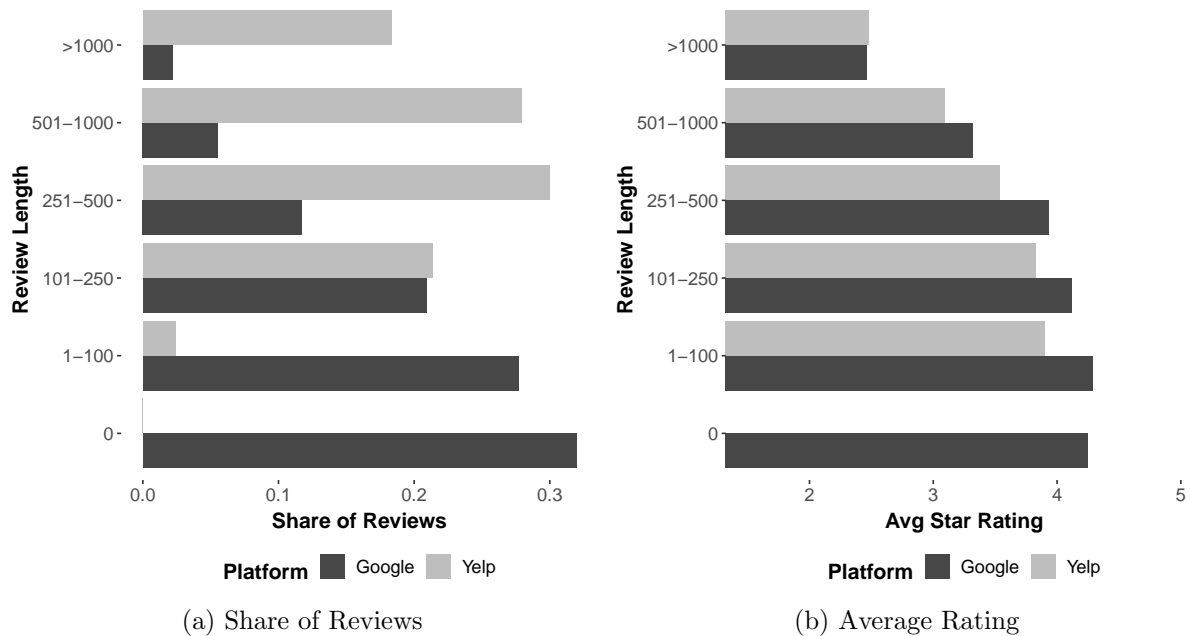 Review Length
>1000
501−1000
251−500
101−250
1−100
0
0.0 0.1 0.2 0.3
Share of Reviews
Platform Google Yelp
(a) Share of Reviews
Review Length
>1000
501−1000
251−500
101−250
1−100
0
2 3 4 5
Avg Star Rating
Platform Google Yelp
(b) Average Rating